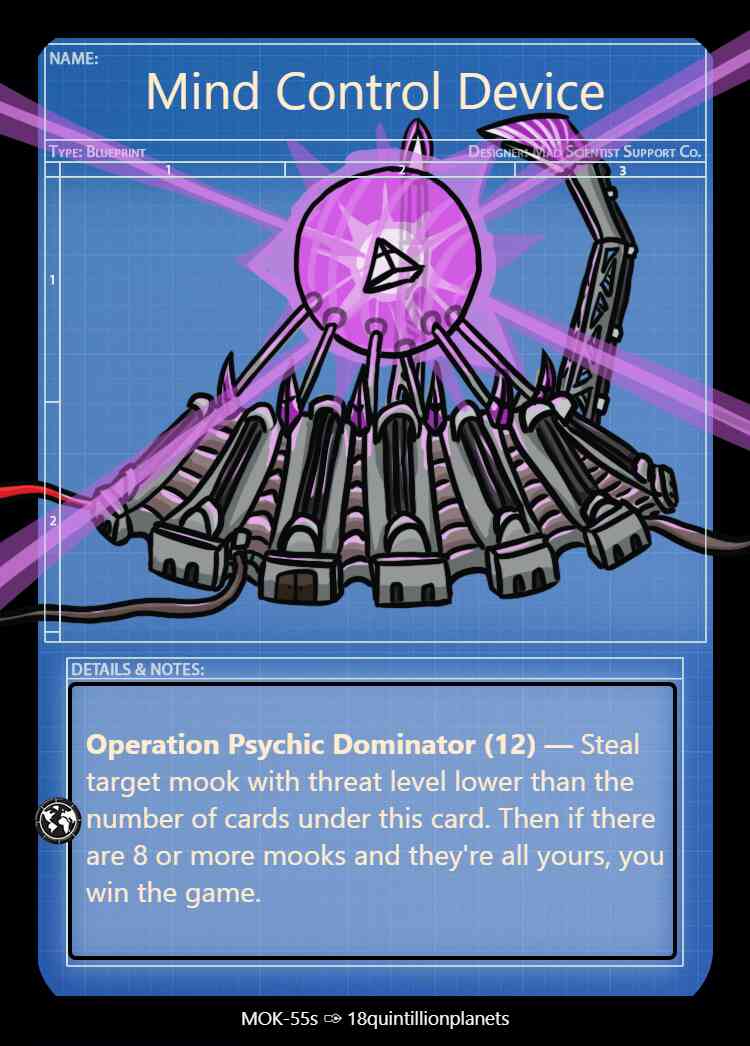 NAME:
Mind Control Device
Type: Blueprint
Designer: Mad Scientist Support Co.
1 2 3
1
2
DETAILS & NOTES:
Operation Psychic Dominator (12) — Steal
target mook with threat level lower than the
number of cards under this card. Then if there
are 8 or more mooks and they're all yours, you
win the game.
MOK-55s ➩ 18quintillionplanets